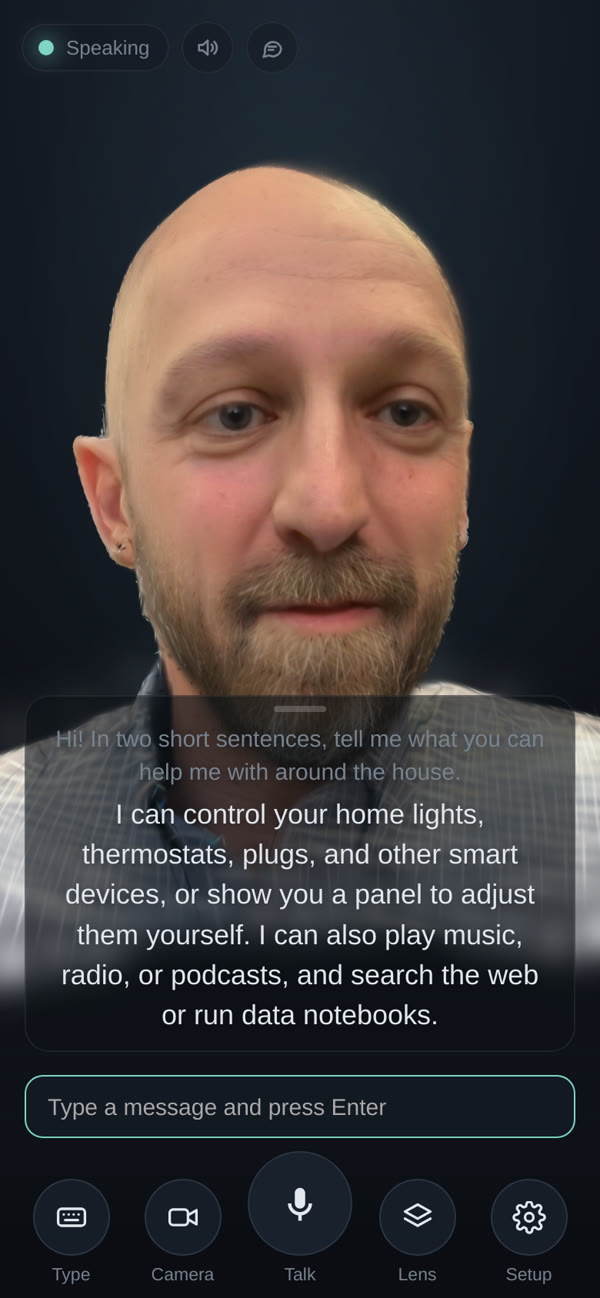 Speaking
Hi! In two short sentences, tell me what you can
help me with around the house.
I can control your home lights,
thermostats, plugs, and other smart
devices, or show you a panel to adjust
them yourself. I can also play music,
radio, or podcasts, and search the web
or run data notebooks.
Type a message and press Enter
Type
Camera
Talk
Lens
Setup